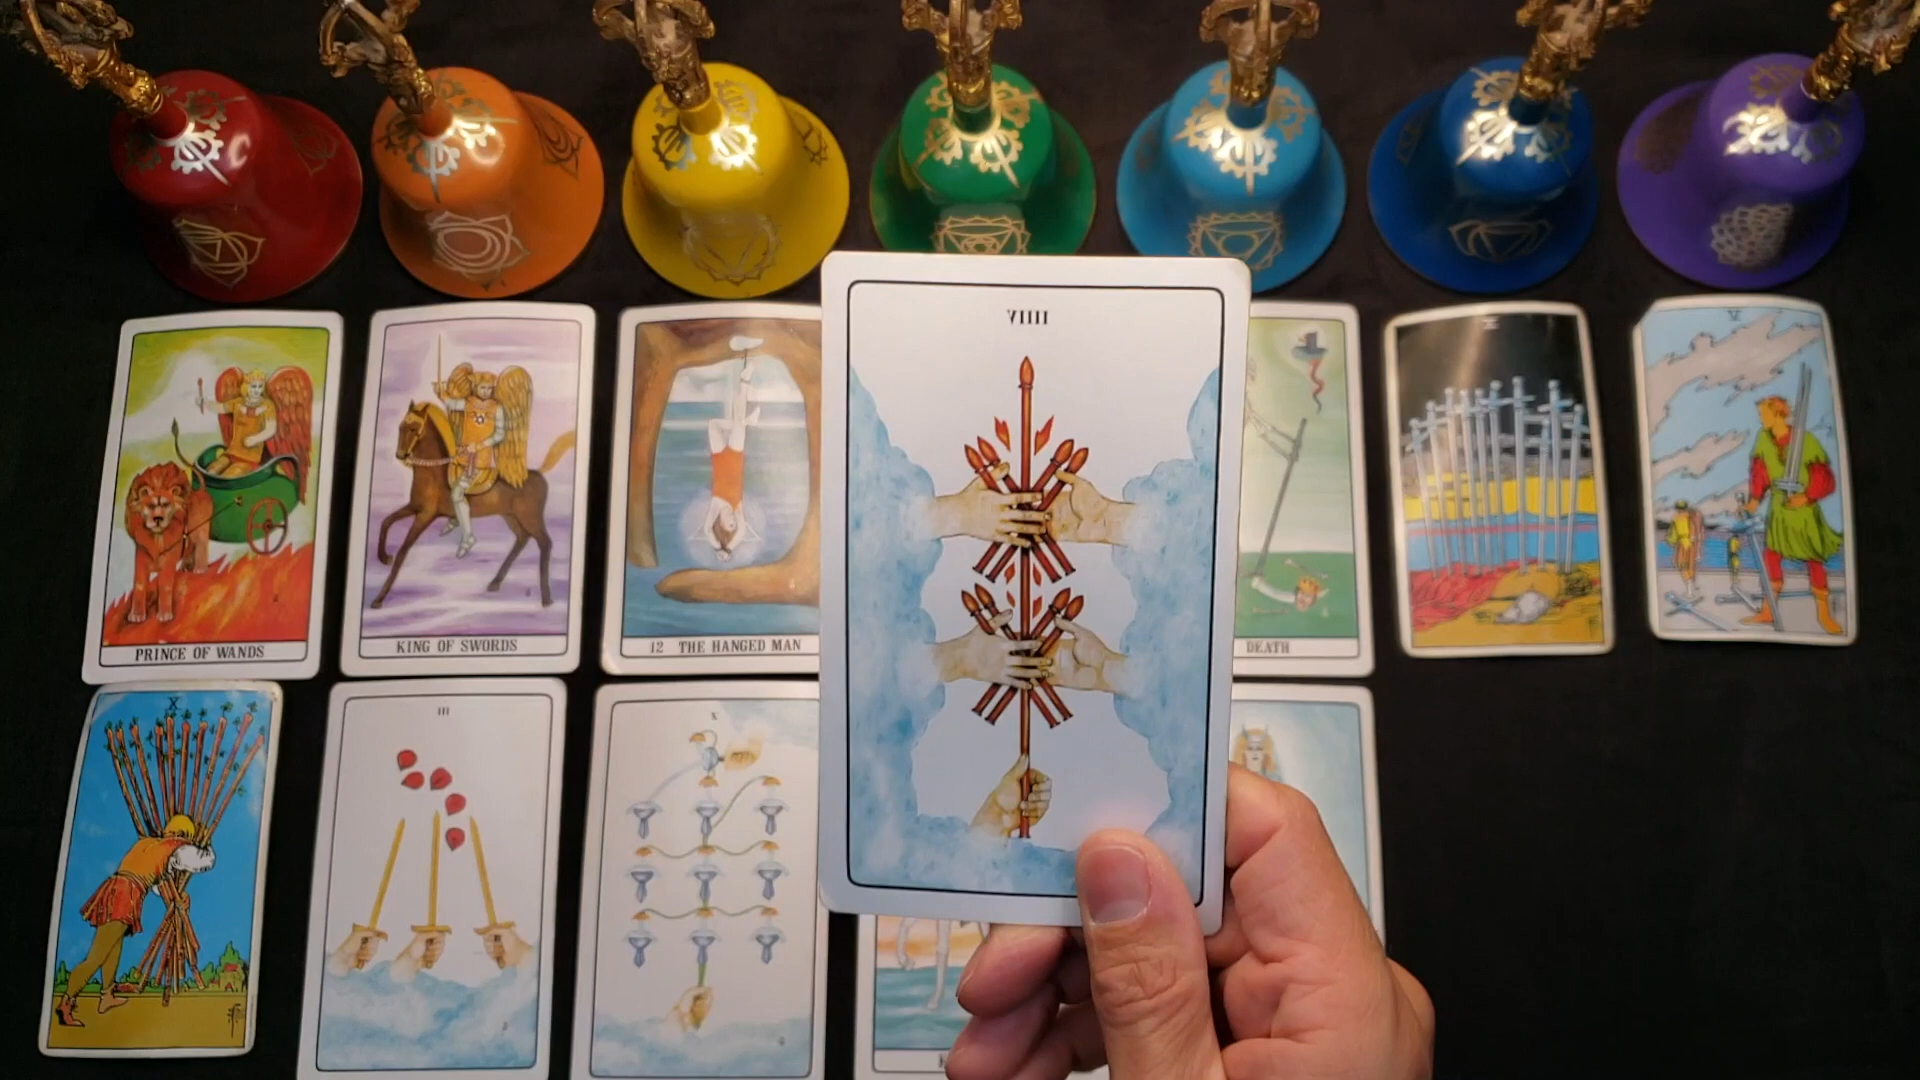 VIIII
PRINCE OF WANDS
KING OF SWORDS
12 THE HANGED MAN
DEATH
X
V
X
III
X